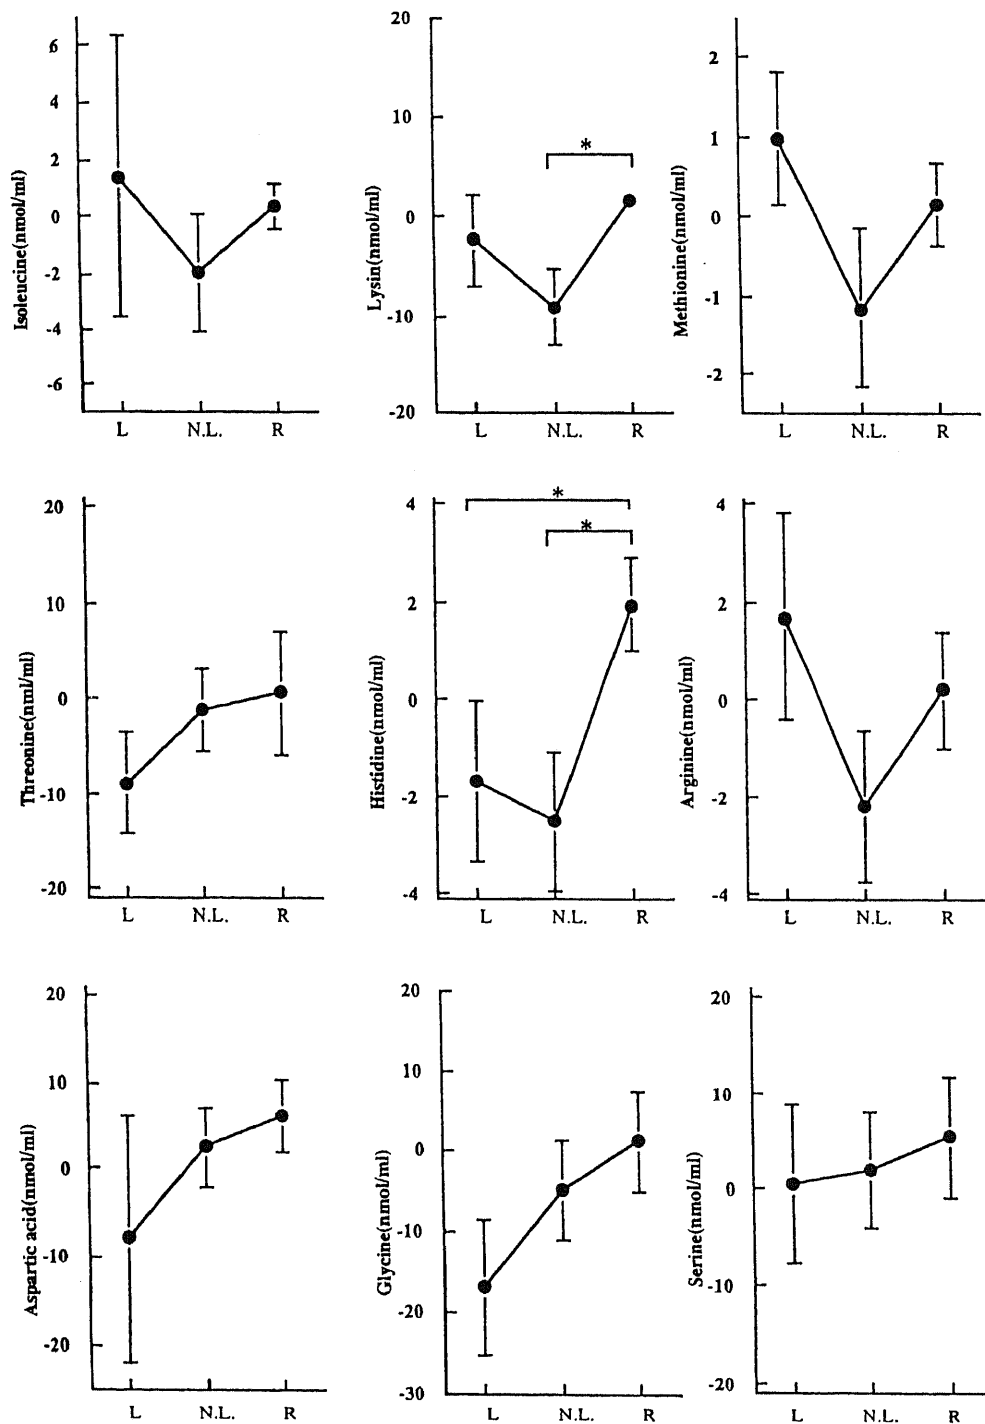 Isoleucine(nmol/ml)
6
4
2
0
-2
-4
-6
L N.L. R
Lysin(nmol/ml)
20
10
0
-10
-20
*
L N.L. R
Methionine(nmol/ml)
2
1
0
-1
-2
L N.L. R
Threonine(nml/ml)
20
10
0
-10
-20
L N.L. R
Histidine(nmol/ml)
4
2
0
-2
-4
*
*
L N.L. R
Arginine(nmol/ml)
4
2
0
-2
-4
L N.L. R
Aspartic acid(nmol/ml)
20
10
0
-10
-20
L N.L. R
Glycine(nmol/ml)
20
10
0
-10
-20
-30
L N.L. R
Serine(nmol/ml)
20
10
0
-10
-20
L N.L. R